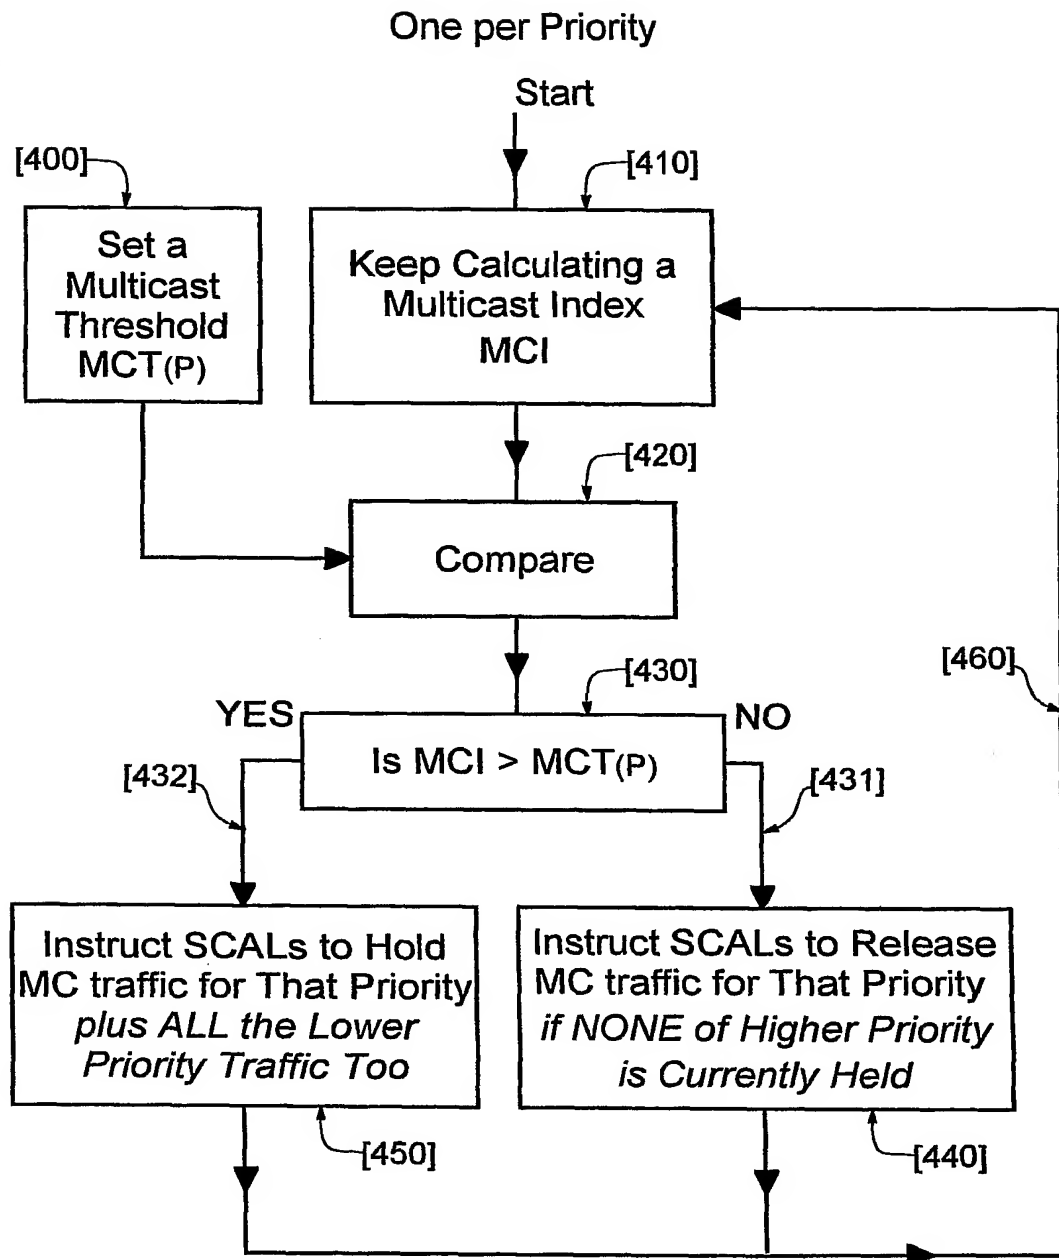 One per Priority
Start
[400]
[410]
Set a
Multicast
Threshold
MCT(P)
Keep Calculating a
Multicast Index
MCI
[420]
Compare
[460]
[430]
YES
NO
Is MCI > MCT(P)
[432]
[431]
Instruct SCALs to Hold
MC traffic for That Priority
plus ALL the Lower
Priority Traffic Too
Instruct SCALs to Release
MC traffic for That Priority
if NONE of Higher Priority
is Currently Held
[450]
[440]